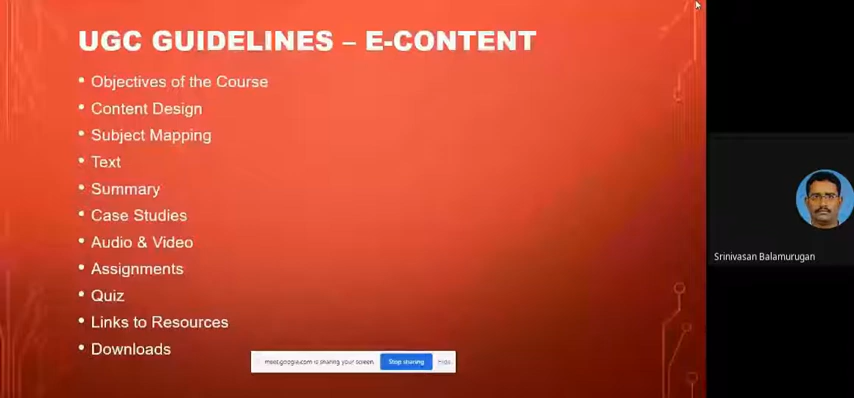 UGC GUIDELINES – E-CONTENT
• Objectives of the Course
• Content Design
• Subject Mapping
• Text
• Summary
• Case Studies
• Audio & Video
• Assignments
• Quiz
• Links to Resources
• Downloads
meet.google.com is sharing your screen. Stop sharing Hide
Srinivasan Balamurugan